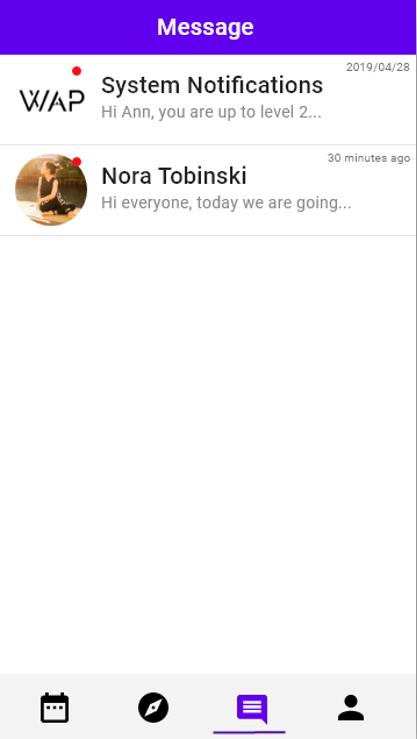 Message
2019/04/28
WAP
System Notifications
Hi Ann, you are up to level 2...
30 minutes ago
Nora Tobinski
Hi everyone, today we are going...